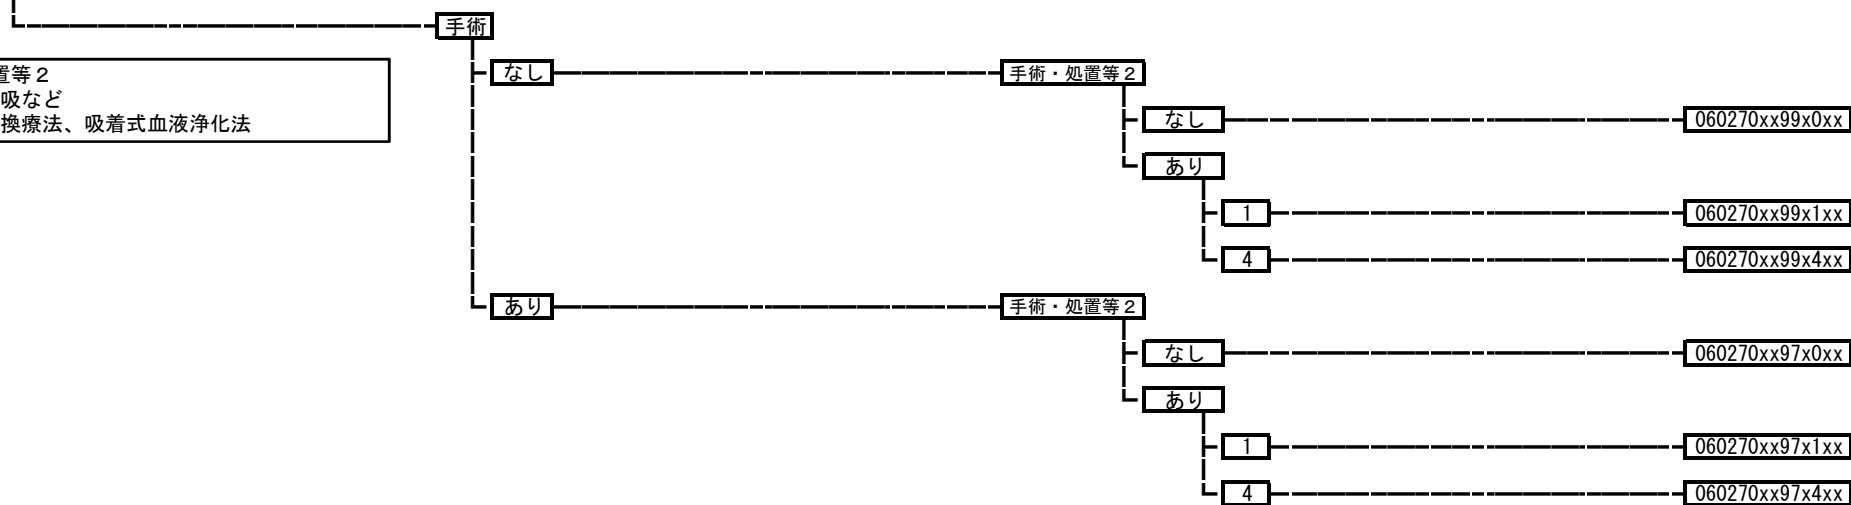 手術
置等２
吸など
換療法、吸着式血液浄化法
なし
手術・処置等２
なし
060270xx99x0xx
あり
1
060270xx99x1xx
4
060270xx99x4xx
あり
手術・処置等２
なし
060270xx97x0xx
あり
1
060270xx97x1xx
4
060270xx97x4xx